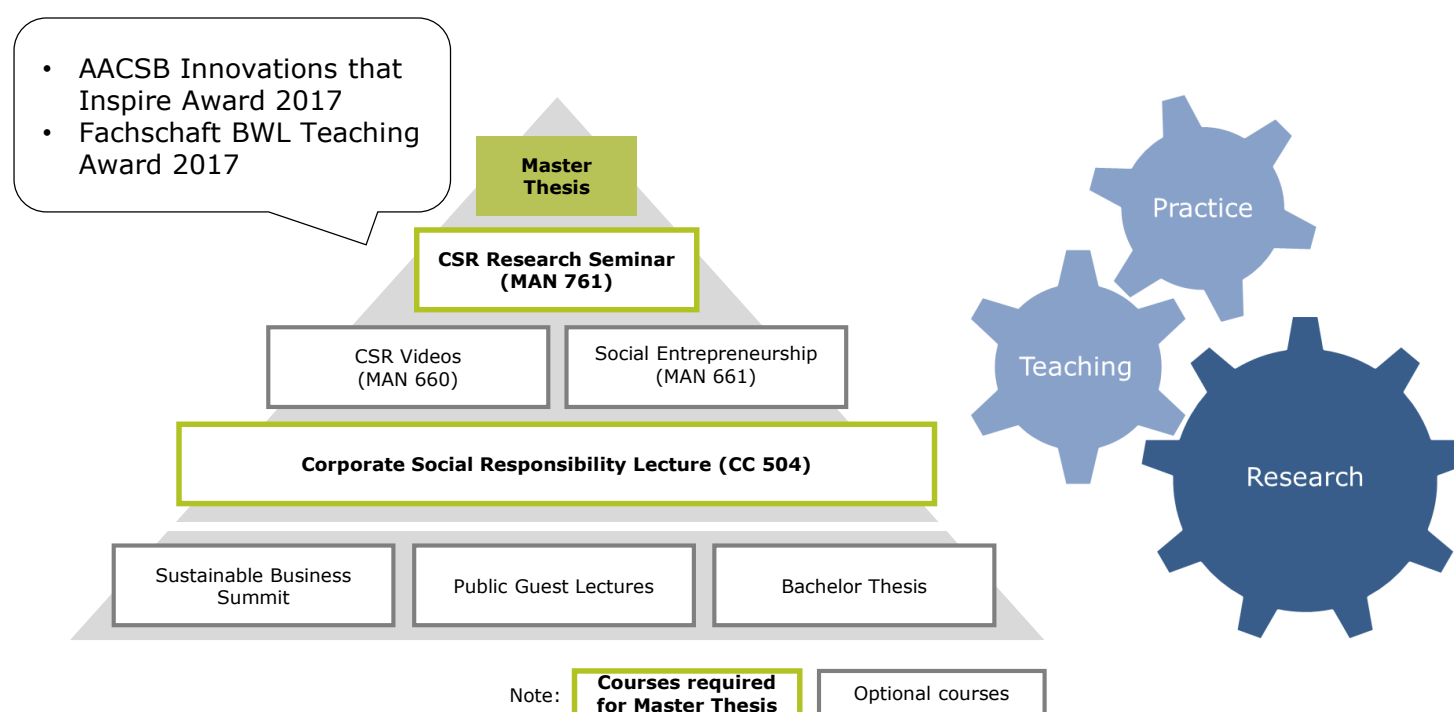 • AACSB Innovations that
Inspire Award 2017
• Fachschaft BWL Teaching
Award 2017
Master
Thesis
CSR Research Seminar
(MAN 761)
CSR Videos
(MAN 660)
Social Entrepreneurship
(MAN 661)
Corporate Social Responsibility Lecture (CC 504)
Sustainable Business
Summit
Public Guest Lectures
Bachelor Thesis
Practice
Teaching
Research
Note:
Courses required
for Master Thesis
Optional courses